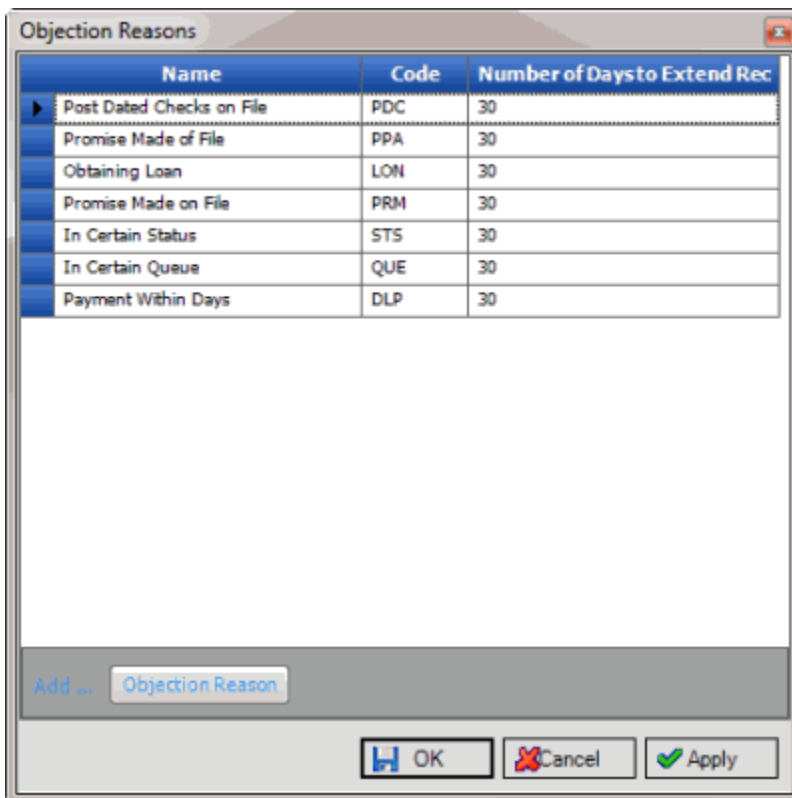 Objection Reasons
Name Code Number of Days to Extend Rec
Post Dated Checks on File PDC 30
Promise Made of File PPA 30
Obtaining Loan LON 30
Promise Made on File PRM 30
In Certain Status STS 30
In Certain Queue QUE 30
Payment Within Days DLP 30
Add ... Objection Reason
OK Cancel Apply